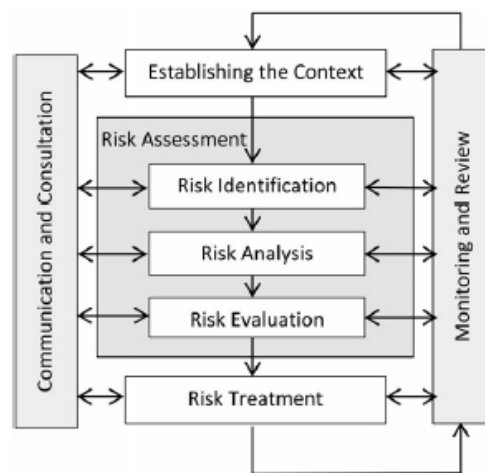 Establishing the Context
Risk Assessment
Risk Identification
Risk Analysis
Risk Evaluation
Risk Treatment
Communication and Consultation
Monitoring and Review